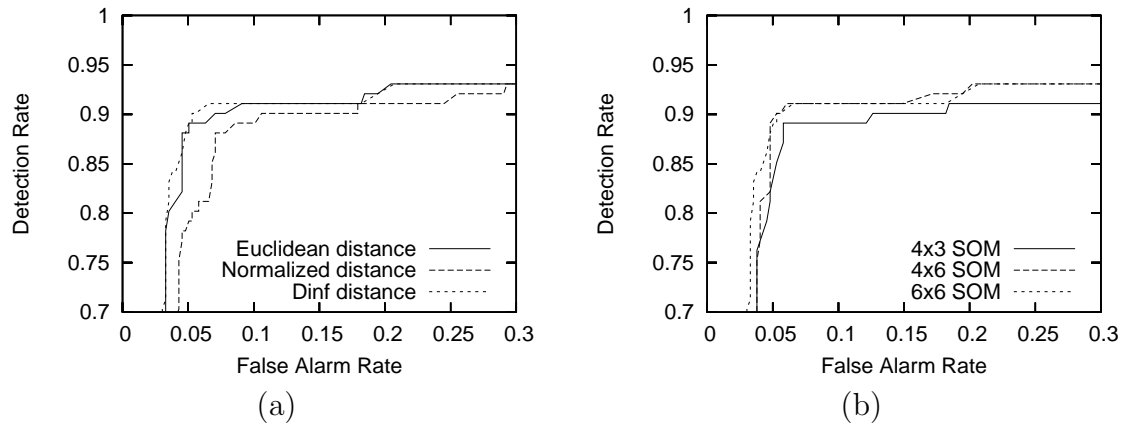 1
0.95
0.9
0.85
0.8
0.75
0.7
Detection Rate
Euclidean distance
Normalized distance
Dinf distance
0 0.05 0.1 0.15 0.2 0.25 0.3
False Alarm Rate
(a)
1
0.95
0.9
0.85
0.8
0.75
0.7
Detection Rate
4x3 SOM
4x6 SOM
6x6 SOM
0 0.05 0.1 0.15 0.2 0.25 0.3
False Alarm Rate
(b)